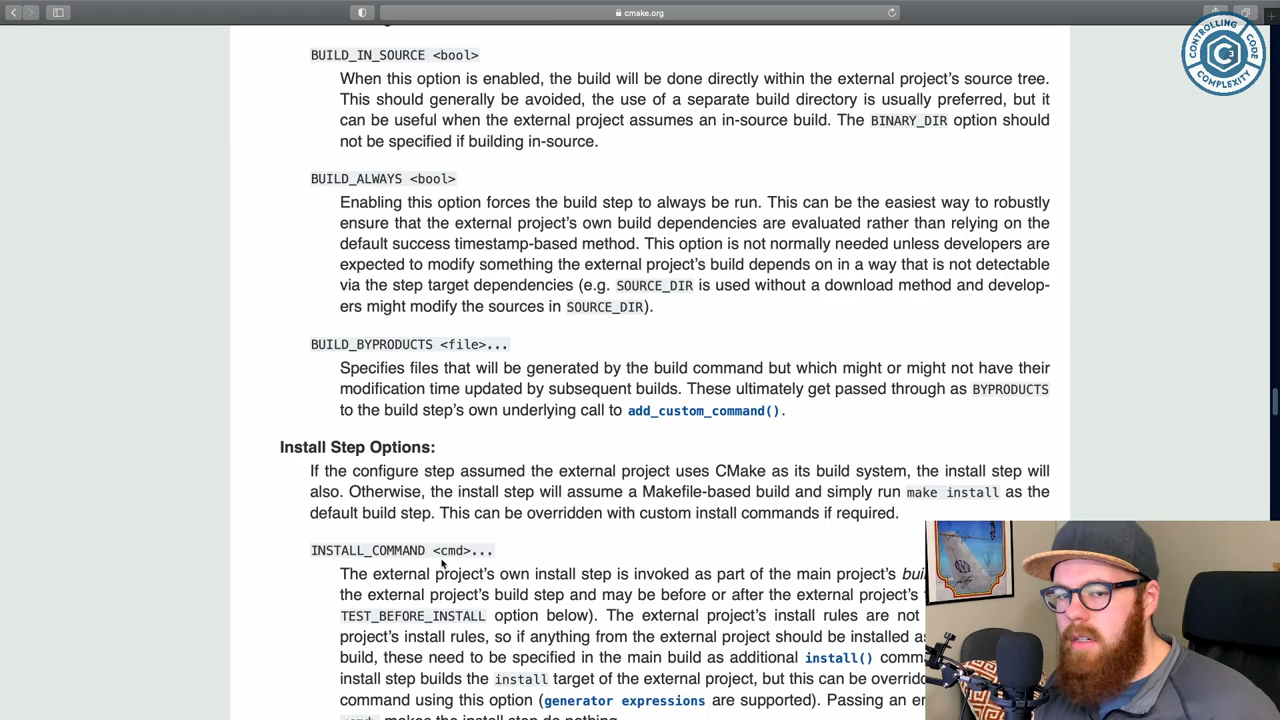 cmake.org
CONTROLLING
CODE
COMPLEXITY
BUILD_IN_SOURCE <bool>
When this option is enabled, the build will be done directly within the external project's source tree.
This should generally be avoided, the use of a separate build directory is usually preferred, but it
can be useful when the external project assumes an in-source build. The BINARY_DIR option should
not be specified if building in-source.
BUILD_ALWAYS <bool>
Enabling this option forces the build step to always be run. This can be the easiest way to robustly
ensure that the external project's own build dependencies are evaluated rather than relying on the
default success timestamp-based method. This option is not normally needed unless developers are
expected to modify something the external project's build depends on in a way that is not detectable
via the step target dependencies (e.g. SOURCE_DIR is used without a download method and develop-
ers might modify the sources in SOURCE_DIR).
BUILD_BYPRODUCTS <file>...
Specifies files that will be generated by the build command but which might or might not have their
modification time updated by subsequent builds. These ultimately get passed through as BYPRODUCTS
to the build step's own underlying call to add_custom_command().
Install Step Options:
If the configure step assumed the external project uses CMake as its build system, the install step will
also. Otherwise, the install step will assume a Makefile-based build and simply run make install as the
default build step. This can be overridden with custom install commands if required.
INSTALL_COMMAND <cmd>...
The external project's own install step is invoked as part of the main project's
the external project's build step and may be before or after the external project's
TEST_BEFORE_INSTALL option below). The external project's install rules are not
project's install rules, so if anything from the external project should be installed
build, these need to be specified in the main build as additional install()
install step builds the install target of the external project, but this can be
command using this option (generator expressions are supported). Passing an
makes the install step do nothing.